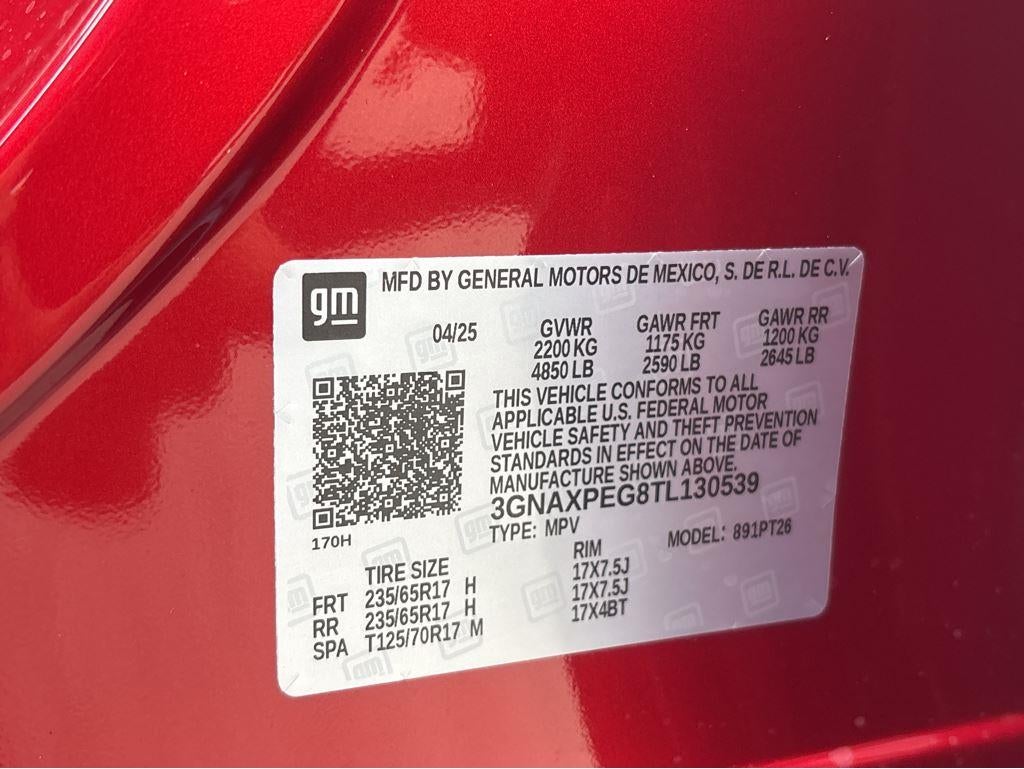 gm
MFD BY GENERAL MOTORS DE MEXICO, S. DE R.L. DE C.V.
04/25 GVWR GAWR FRT GAWR RR
2200 KG 1175 KG 1200 KG
4850 LB 2590 LB 2645 LB
THIS VEHICLE CONFORMS TO ALL
APPLICABLE U.S. FEDERAL MOTOR
VEHICLE SAFETY AND THEFT PREVENTION
STANDARDS IN EFFECT ON THE DATE OF
MANUFACTURE SHOWN ABOVE.
3GNAXPEG8TL130539
TYPE: MPV MODEL: 891PT26
170H
TIRE SIZE RIM
FRT 235/65R17 H 17X7.5J
RR 235/65R17 H 17X7.5J
SPA T125/70R17 M 17X4BT